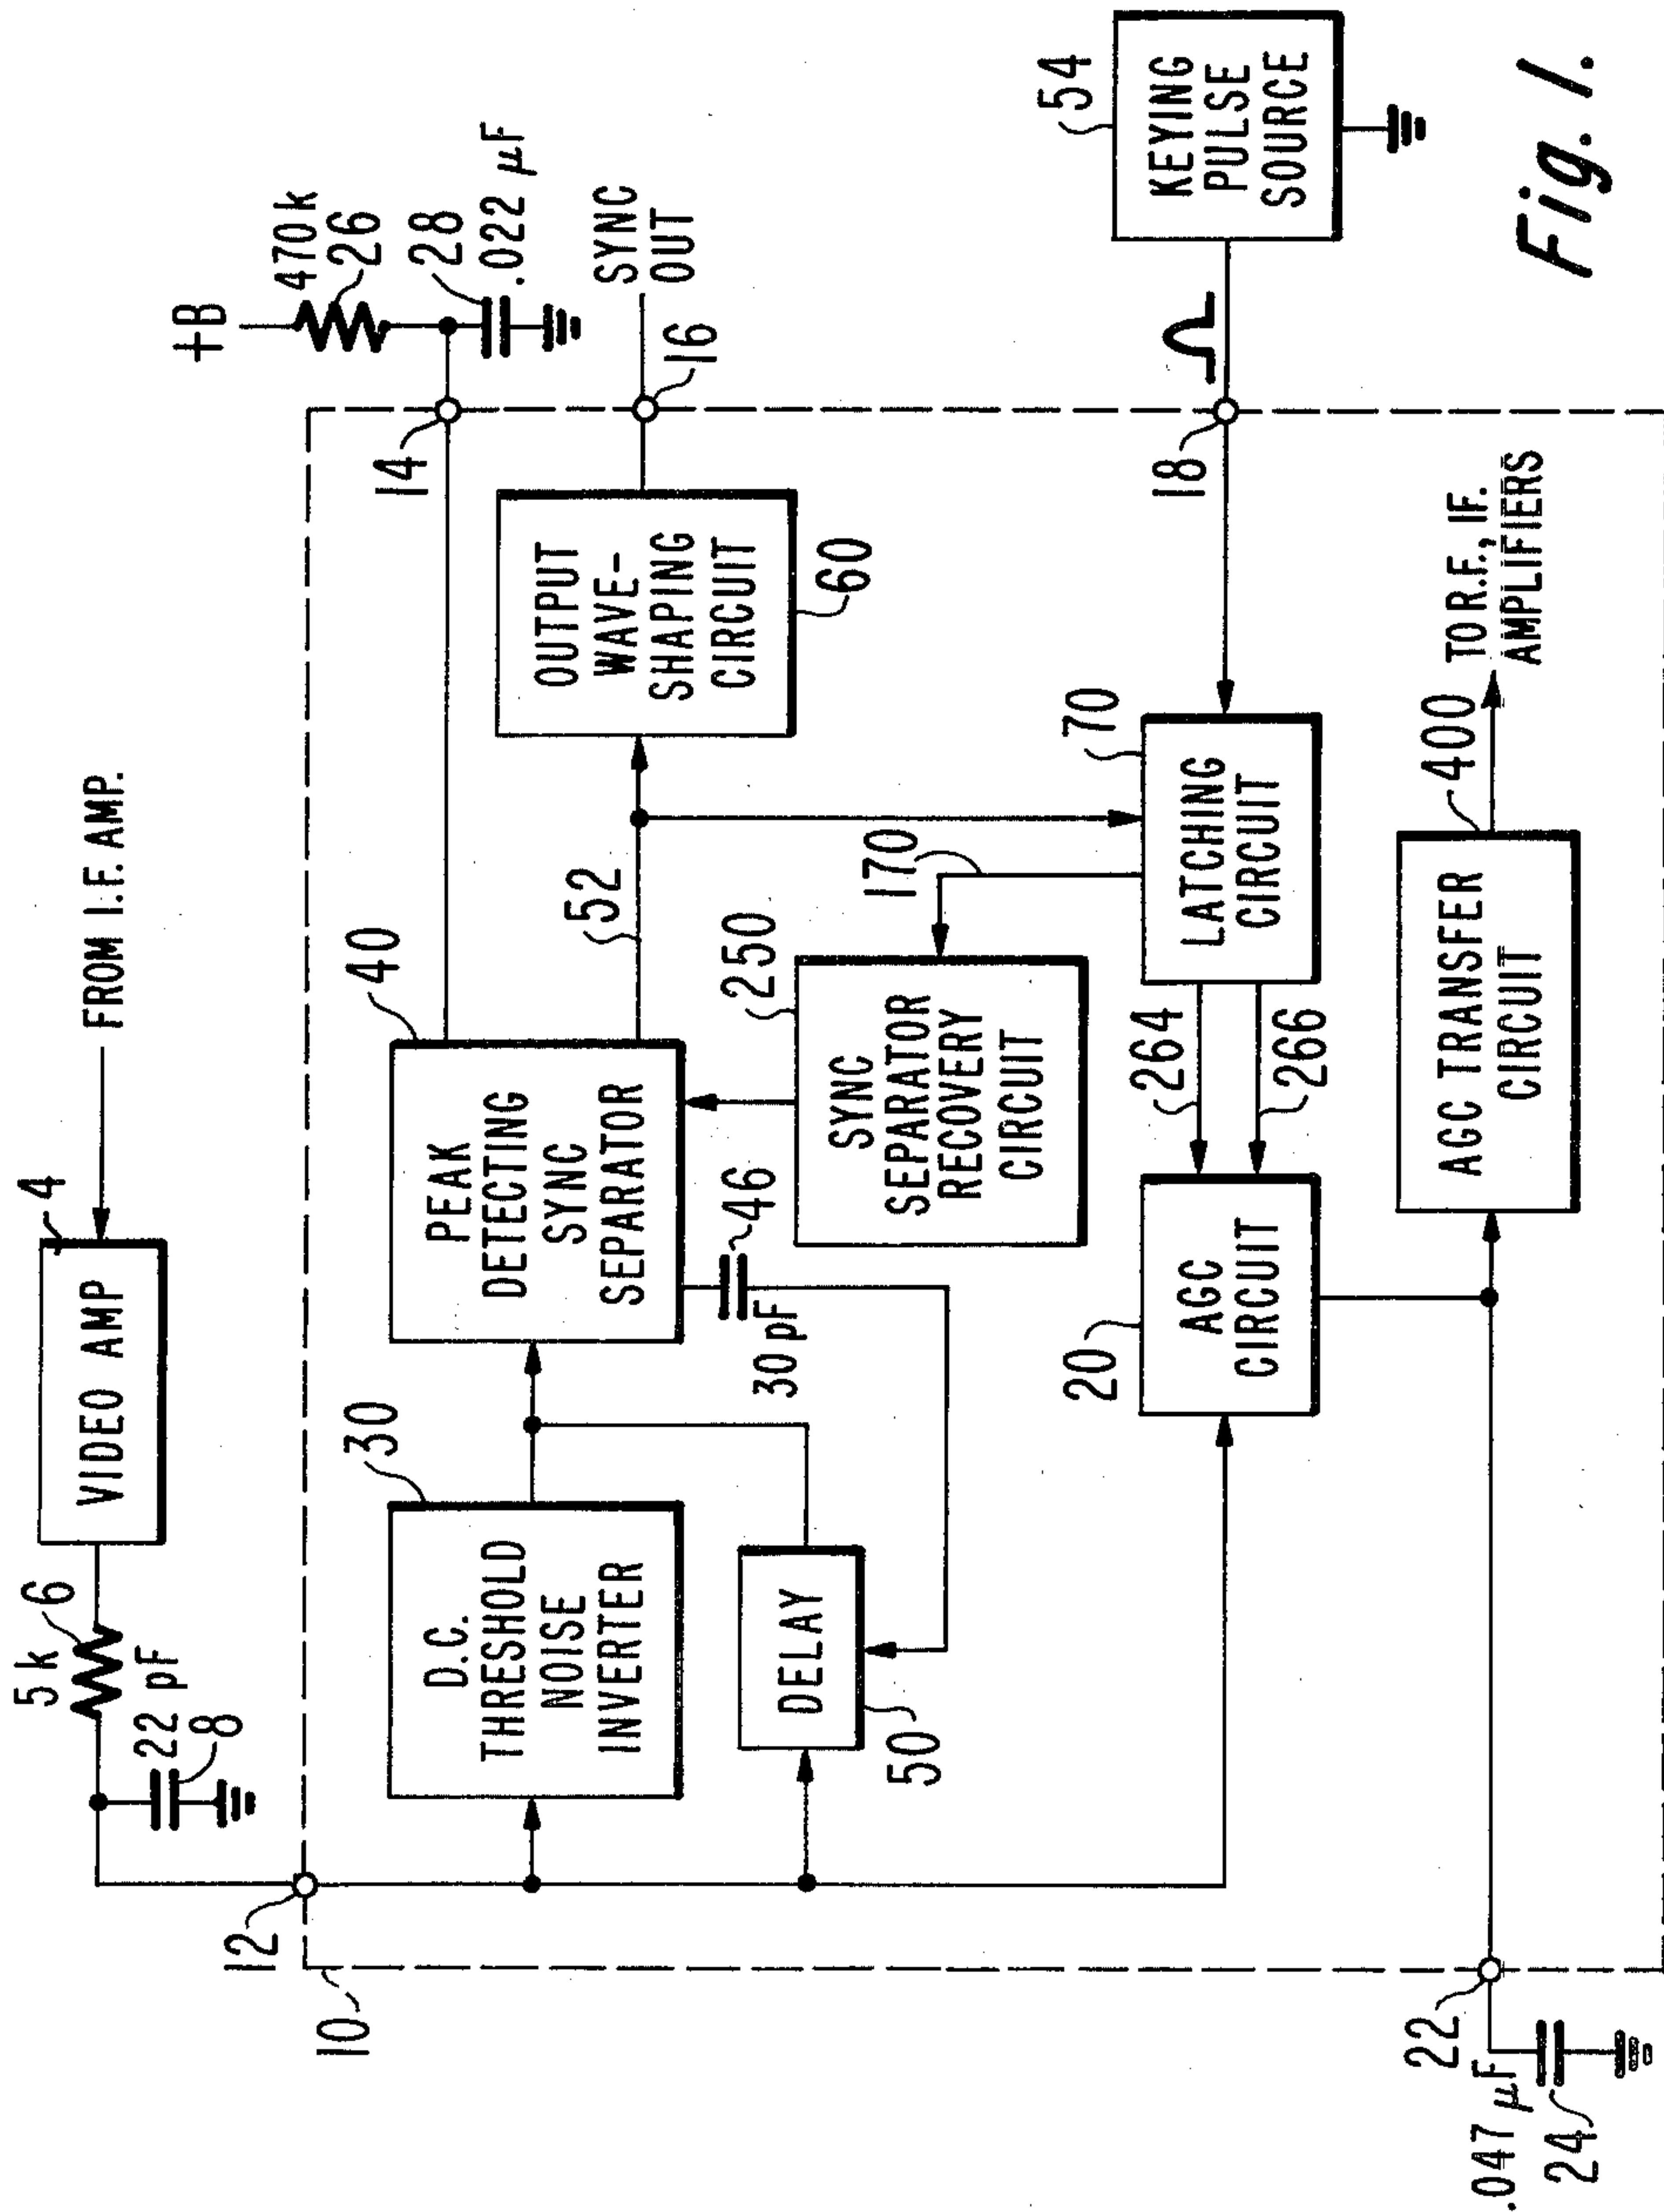 FROM I.F. AMP.
4
VIDEO AMP
5 k
6
22
pF
8
+B
470 k
26
28
.022 µF
12
10
14
SYNC
OUT
16
30
D.C.
THRESHOLD
NOISE
INVERTER
40
PEAK
DETECTING
SYNC
SEPARATOR
52
OUTPUT
WAVE-
SHAPING
CIRCUIT
60
46
30 pF
DELAY
50
250
SYNC
SEPARATOR
RECOVERY
CIRCUIT
170
70
LATCHING
CIRCUIT
18
54
KEYING
PULSE
SOURCE
264
266
20
AGC
CIRCUIT
400
AGC TRANSFER
CIRCUIT
TO R.F., IF.
AMPLIFIERS
22
.047 µF
24
Fig. 1.